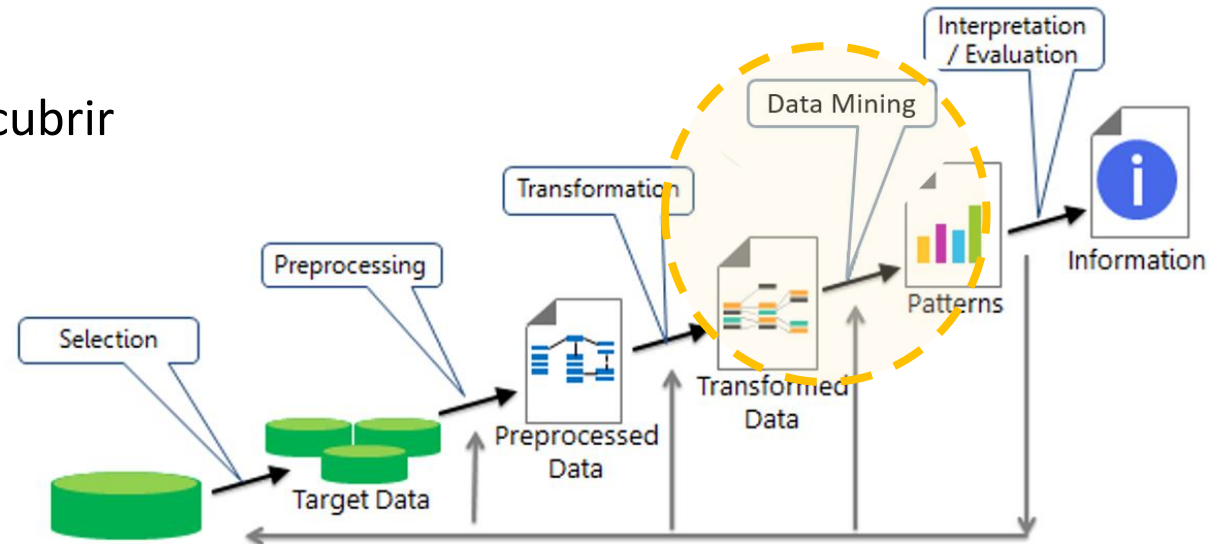 Interpretation
/ Evaluation
cubrir
Data Mining
Transformation
Information
Preprocessing
Patterns
Selection
Transformed
Data
Preprocessed
Data
Target Data